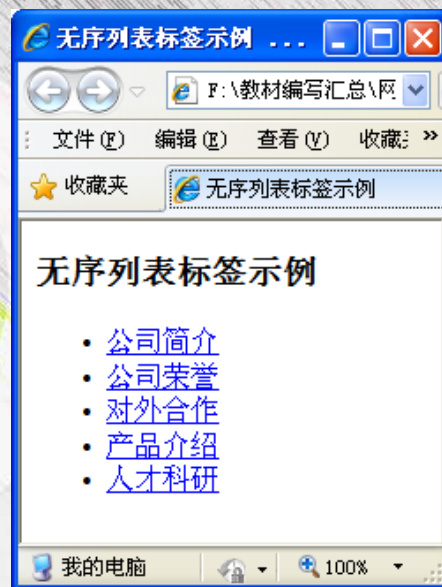 无序列表标签示例 ...
F:\教材编写汇总\网
文件(F) 编辑(E) 查看(V) 收藏 »
收藏夹 无序列表标签示例
无序列表标签示例
• 公司简介
• 公司荣誉
• 对外合作
• 产品介绍
• 人才科研
我的电脑 100%